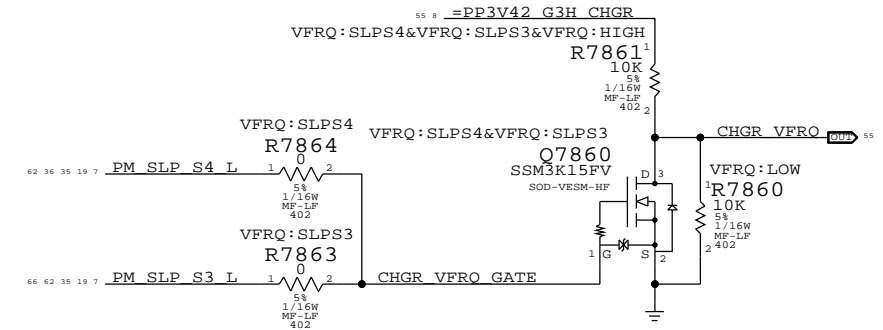 55 8 =PP3V42_G3H_CHGR
VFRQ:SLPS4&VFRQ:SLPS3&VFRQ:HIGH
R7861 1
10K
5%
1/16W
MF-LF
402 2
VFRQ:SLPS4
R7864
0
62 36 35 19 7 PM_SLP_S4_L 1 2
5%
1/16W
MF-LF
402
VFRQ:SLPS4&VFRQ:SLPS3
Q7860
SSM3K15FV
SOD-VESM-HF
D 3
1 G S 2
CHGR_VFRQ OUT 55
VFRQ:LOW
1 R7860
10K
5%
1/16W
MF-LF
2 402
VFRQ:SLPS3
R7863
0
66 62 35 19 7 PM_SLP_S3_L 1 2 CHGR_VFRQ_GATE
5%
1/16W
MF-LF
402